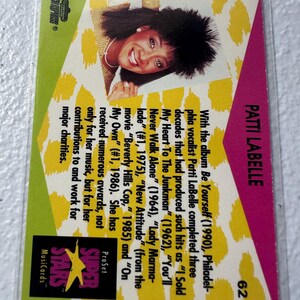 PATTI LABELLE
62
With the album Be Yourself (1990), Philadel-
phia vocalist Patti Labelle completed three
decades that had produced such hits as "I Sold
My Heart To The Junkman" (1962), "You'll
Never Walk Alone" (1964), "Lady Marma-
lade" (#1, 1975), "New Attitude" (from the
movie "Beverly Hills Cop," 1985) and "On
My Own" (#1, 1986). She has
received numerous awards, not
only for her music, but for her
contributions to and work for
major charities.
ProSet
SUPER
STARS
MusiCards